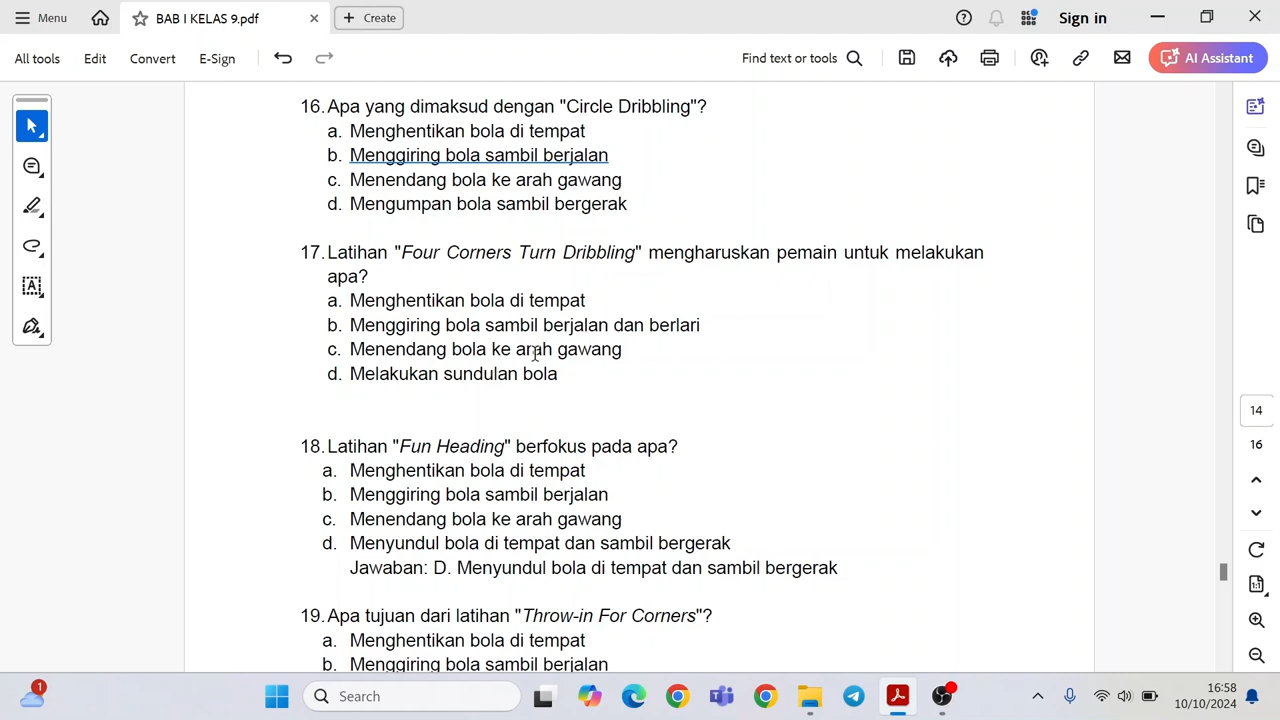 Menu
BAB I KELAS 9.pdf
Create
Sign in
All tools
Edit
Convert
E-Sign
Find text or tools
AI Assistant
16. Apa yang dimaksud dengan "Circle Dribbling"?
a. Menghentikan bola di tempat
b. Menggiring bola sambil berjalan
c. Menendang bola ke arah gawang
d. Mengumpan bola sambil bergerak
17. Latihan "Four Corners Turn Dribbling" mengharuskan pemain untuk melakukan
apa?
a. Menghentikan bola di tempat
b. Menggiring bola sambil berjalan dan berlari
c. Menendang bola ke arah gawang
d. Melakukan sundulan bola
18. Latihan "Fun Heading" berfokus pada apa?
a. Menghentikan bola di tempat
b. Menggiring bola sambil berjalan
c. Menendang bola ke arah gawang
d. Menyundul bola di tempat dan sambil bergerak
Jawaban: D. Menyundul bola di tempat dan sambil bergerak
19. Apa tujuan dari latihan "Throw-in For Corners"?
a. Menghentikan bola di tempat
b. Menggiring bola sambil berjalan
14
16
1:1
1
Search
16:58
10/10/2024